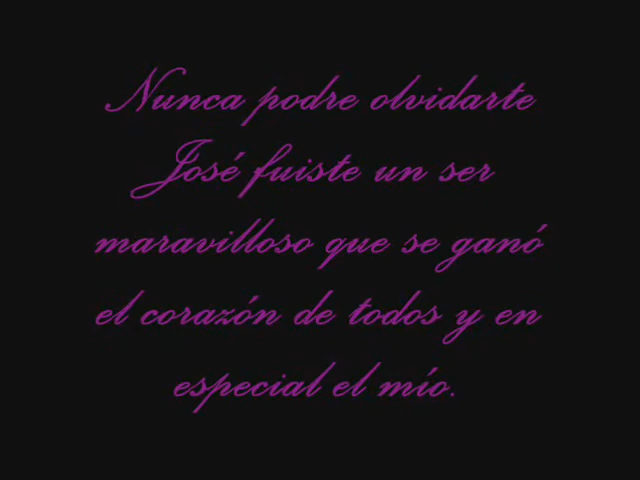 Nunca podre olvidarte
José fuiste un ser
maravilloso que se ganó
el corazón de todos y en
especial el mío.